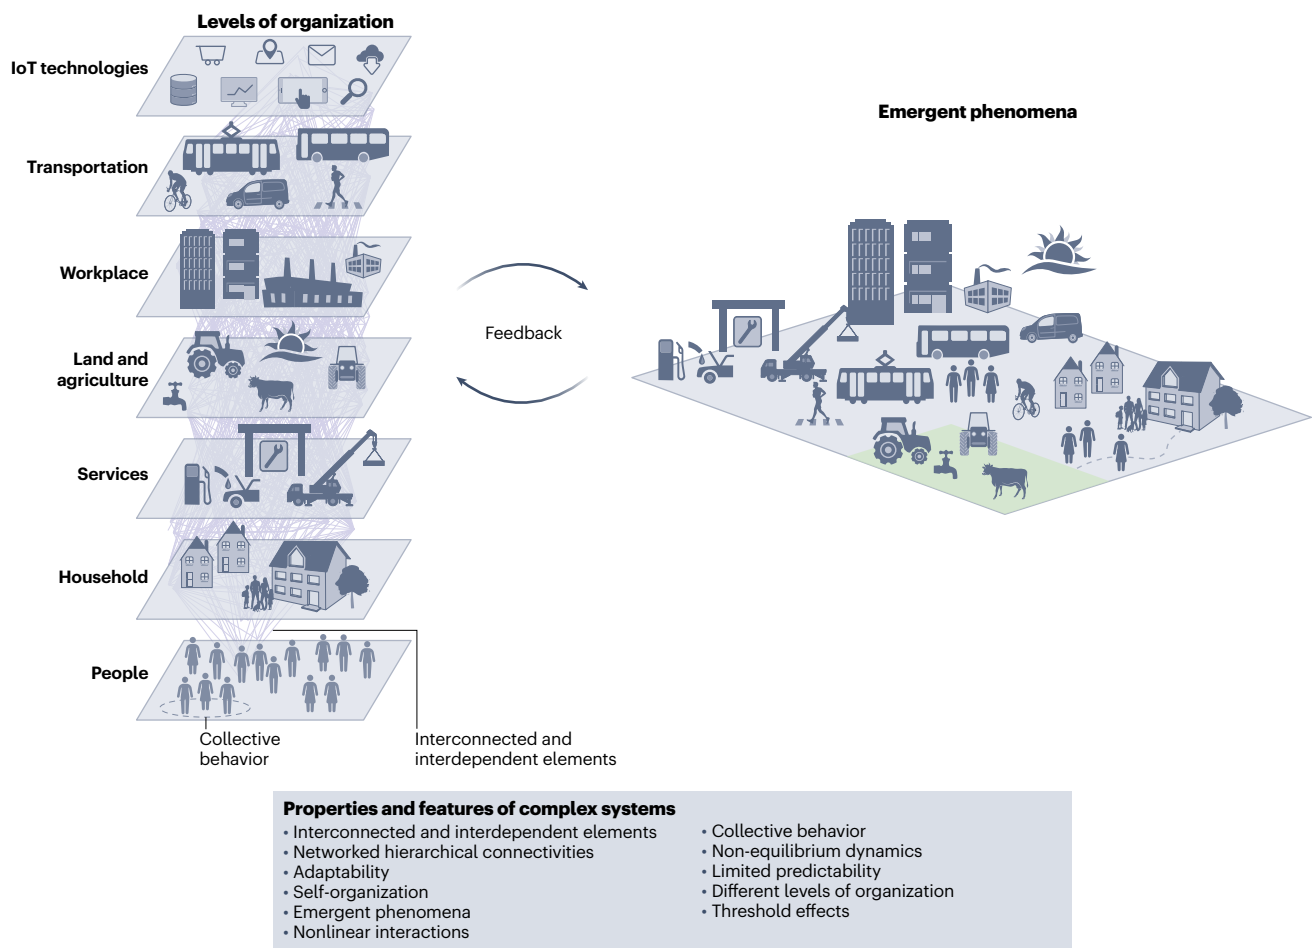 Levels of organization
IoT technologies
Transportation
Workplace
Land and
agriculture
Services
Household
People
Collective
behavior
Interconnected and
interdependent elements
Feedback
Emergent phenomena
Properties and features of complex systems
• Interconnected and interdependent elements
• Networked hierarchical connectivities
• Adaptability
• Self-organization
• Emergent phenomena
• Nonlinear interactions
• Collective behavior
• Non-equilibrium dynamics
• Limited predictability
• Different levels of organization
• Threshold effects